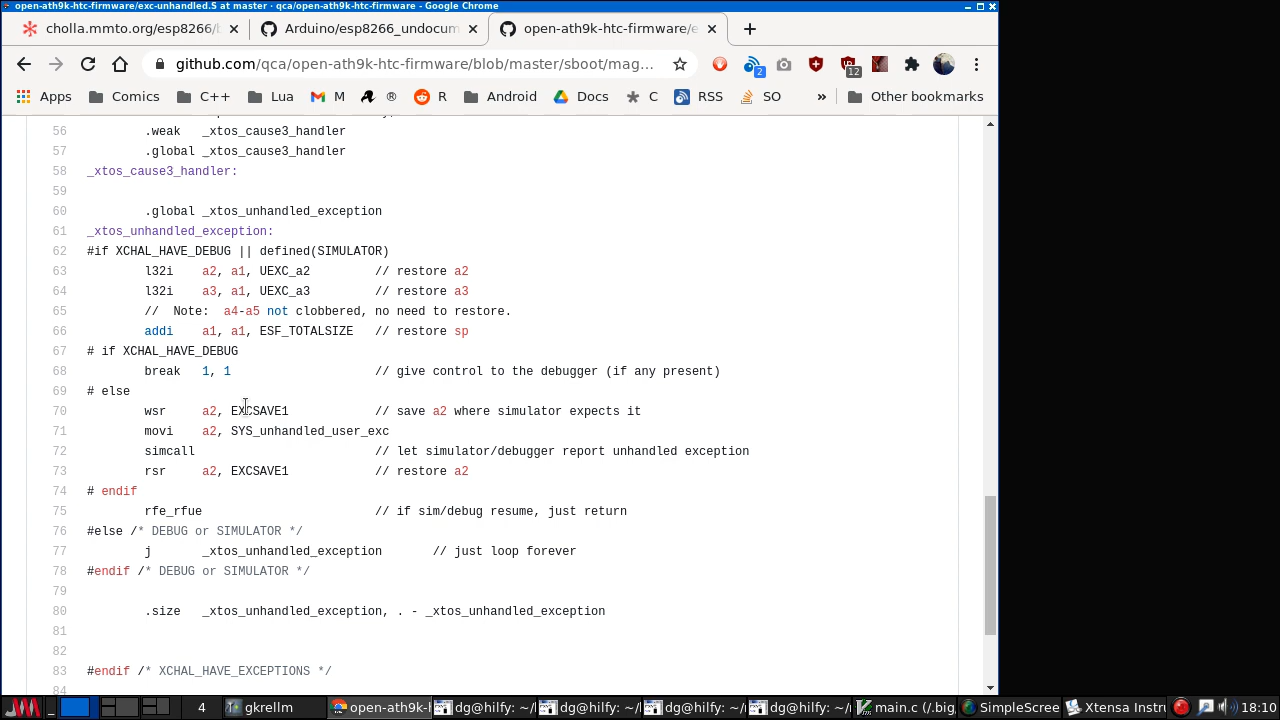 open-ath9k-htc-firmware/exc-unhandled.S at master · qca/open-ath9k-htc-firmware - Google Chrome
cholla.mmto.org/esp8266/
Arduino/esp8266_undocum
open-ath9k-htc-firmware/e
github.com/qca/open-ath9k-htc-firmware/blob/master/sboot/mag...
2
12
Apps Comics C++ Lua M ® R Android Docs C RSS SO » Other bookmarks
56 .weak _xtos_cause3_handler
57 .global _xtos_cause3_handler
58 _xtos_cause3_handler:
59
60 .global _xtos_unhandled_exception
61 _xtos_unhandled_exception:
62 #if XCHAL_HAVE_DEBUG || defined(SIMULATOR)
63 l32i a2, a1, UEXC_a2 // restore a2
64 l32i a3, a1, UEXC_a3 // restore a3
65 // Note: a4-a5 not clobbered, no need to restore.
66 addi a1, a1, ESF_TOTALSIZE // restore sp
67 # if XCHAL_HAVE_DEBUG
68 break 1, 1 // give control to the debugger (if any present)
69 # else
70 wsr a2, EXCSAVE1 // save a2 where simulator expects it
71 movi a2, SYS_unhandled_user_exc
72 simcall // let simulator/debugger report unhandled exception
73 rsr a2, EXCSAVE1 // restore a2
74 # endif
75 rfe_rfue // if sim/debug resume, just return
76 #else /* DEBUG or SIMULATOR */
77 j _xtos_unhandled_exception // just loop forever
78 #endif /* DEBUG or SIMULATOR */
79
80 .size _xtos_unhandled_exception, . - _xtos_unhandled_exception
81
82
83 #endif /* XCHAL_HAVE_EXCEPTIONS */
84
4 gkrellm open-ath9k-h dg@hilfy: ~/ dg@hilfy: ~/ dg@hilfy: ~/ dg@hilfy: ~/ main.c (/.big SimpleScree Xtensa Instr 18:10